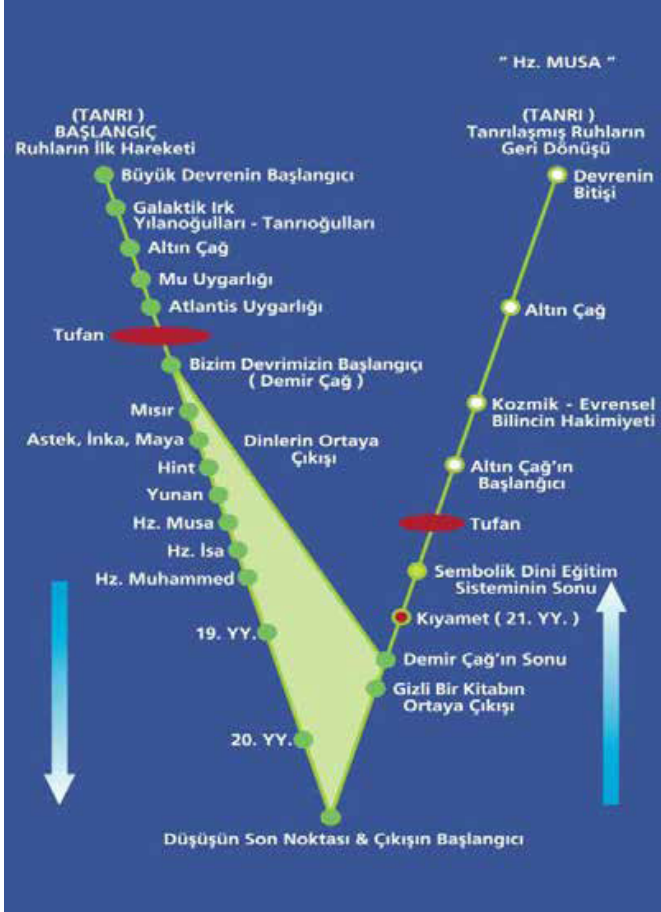 " Hz. MUSA "
(TANRI )
BAŞLANGIÇ
Ruhların İlk Hareketi
Büyük Devrenin Başlangıcı
Galaktik Irk
Yılanoğulları - Tanrıoğulları
Altın Çağ
Mu Uygarlığı
Atlantis Uygarlığı
Tufan
Bizim Devrimizin Başlangıçı
( Demir Çağ )
Mısır
Astek, İnka, Maya
Dinlerin Ortaya
Çıkışı
Hint
Yunan
Hz. Musa
Hz. İsa
Hz. Muhammed
19. YY.
20. YY.
Düşüşün Son Noktası & Çıkışın Başlangıcı
(TANRI )
Tanrılaşmış Ruhların
Geri Dönüşü
Devrenin
Bitişi
Altın Çağ
Kozmik - Evrensel
Bilincin Hakimiyeti
Altın Çağ'ın
Başlanğıcı
Tufan
Sembolik Dini Eğitim
Sisteminin Sonu
Kıyamet ( 21. YY. )
Demir Çağ'ın Sonu
Gizli Bir Kitabın
Ortaya Çıkışı